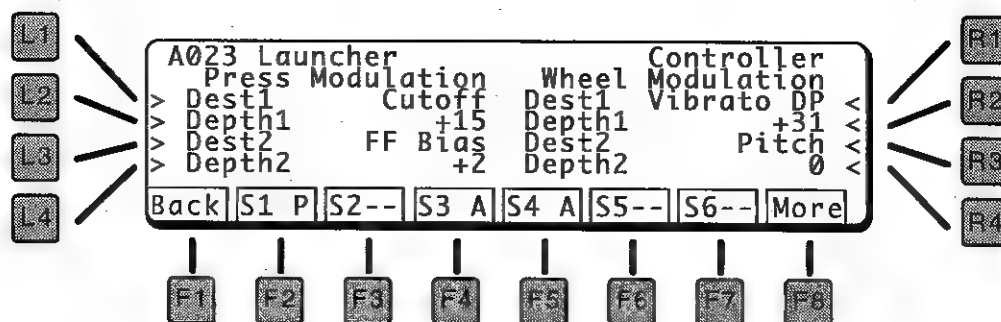 A023 Launcher Controller
Press Modulation Wheel Modulation
> Dest1 Cutoff Dest1 Vibrato DP <
> Depth1 +15 Depth1 +31 <
> Dest2 FF Bias Dest2 Pitch <
> Depth2 +2 Depth2 0 <
Back S1 P S2-- S3 A S4 A S5-- S6-- More
L1
L2
L3
L4
R1
R2
R3
R4
F1 F2 F3 F4 F5 F6 F7 F8